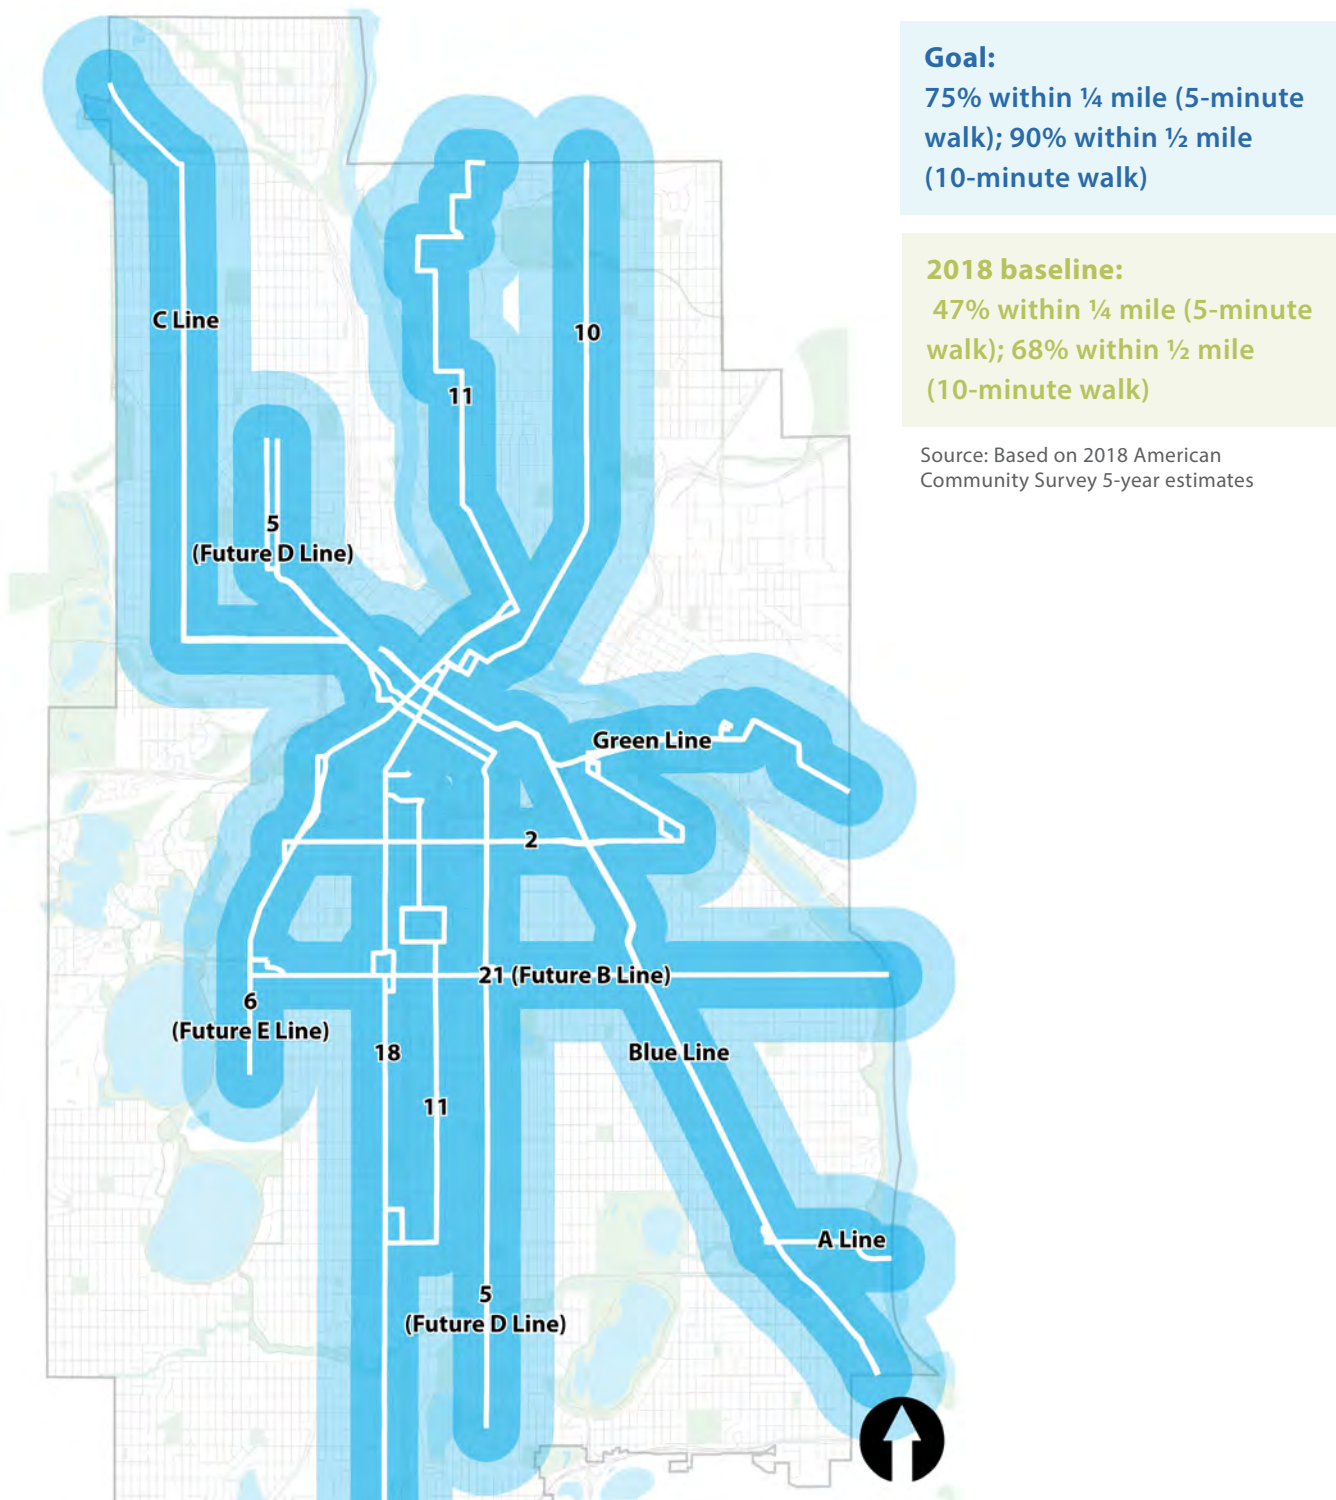 Goal:
75% within ¼ mile (5-minute
walk); 90% within ½ mile
(10-minute walk)
2018 baseline:
47% within ¼ mile (5-minute
walk); 68% within ½ mile
(10-minute walk)
Source: Based on 2018 American
Community Survey 5-year estimates
C Line
10
11
5
(Future D Line)
Green Line
2
21 (Future B Line)
6
(Future E Line)
18
Blue Line
11
A Line
5
(Future D Line)